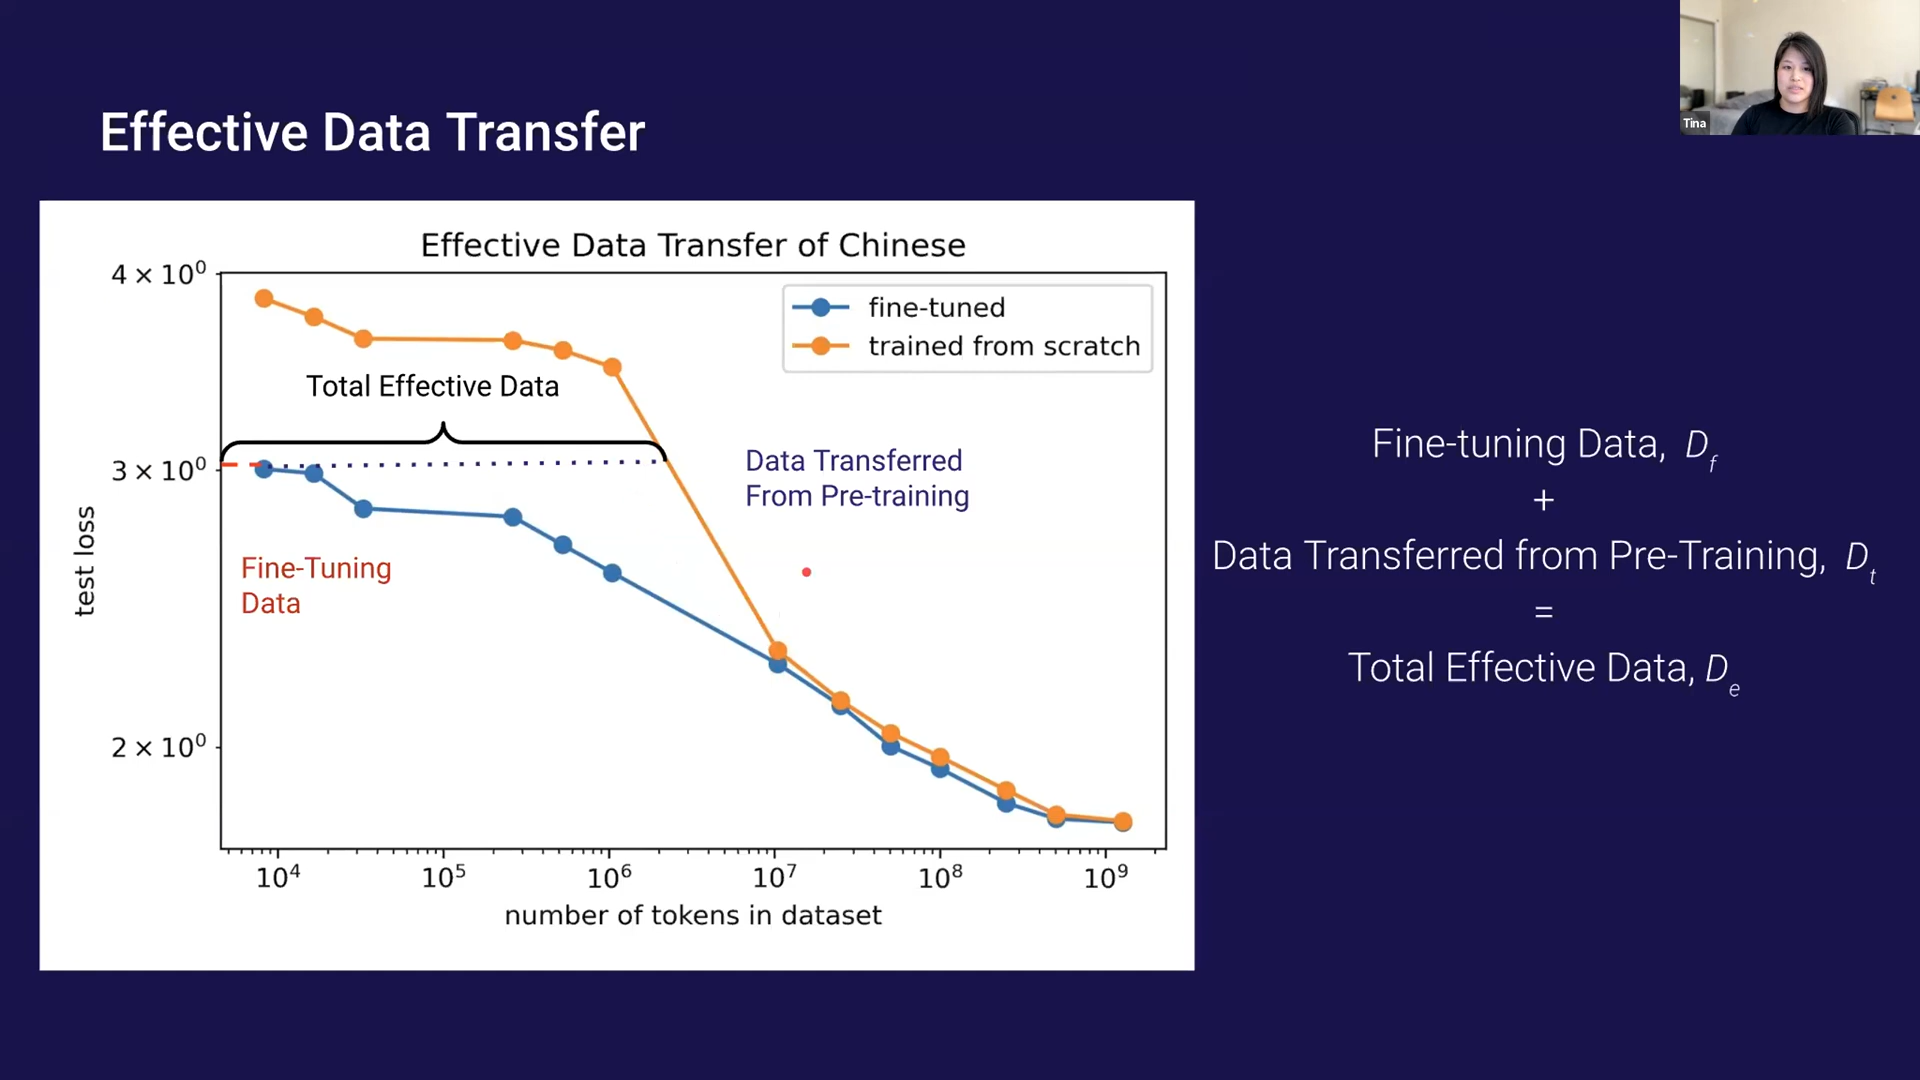 Tina
Effective Data Transfer
Effective Data Transfer of Chinese
4 × 10⁰
3 × 10⁰
2 × 10⁰
test loss
fine-tuned
trained from scratch
Total Effective Data
Data Transferred
From Pre-training
Fine-Tuning
Data
10⁴ 10⁵ 10⁶ 10⁷ 10⁸ 10⁹
number of tokens in dataset
Fine-tuning Data, D_f
+
Data Transferred from Pre-Training, D_t
=
Total Effective Data, D_e